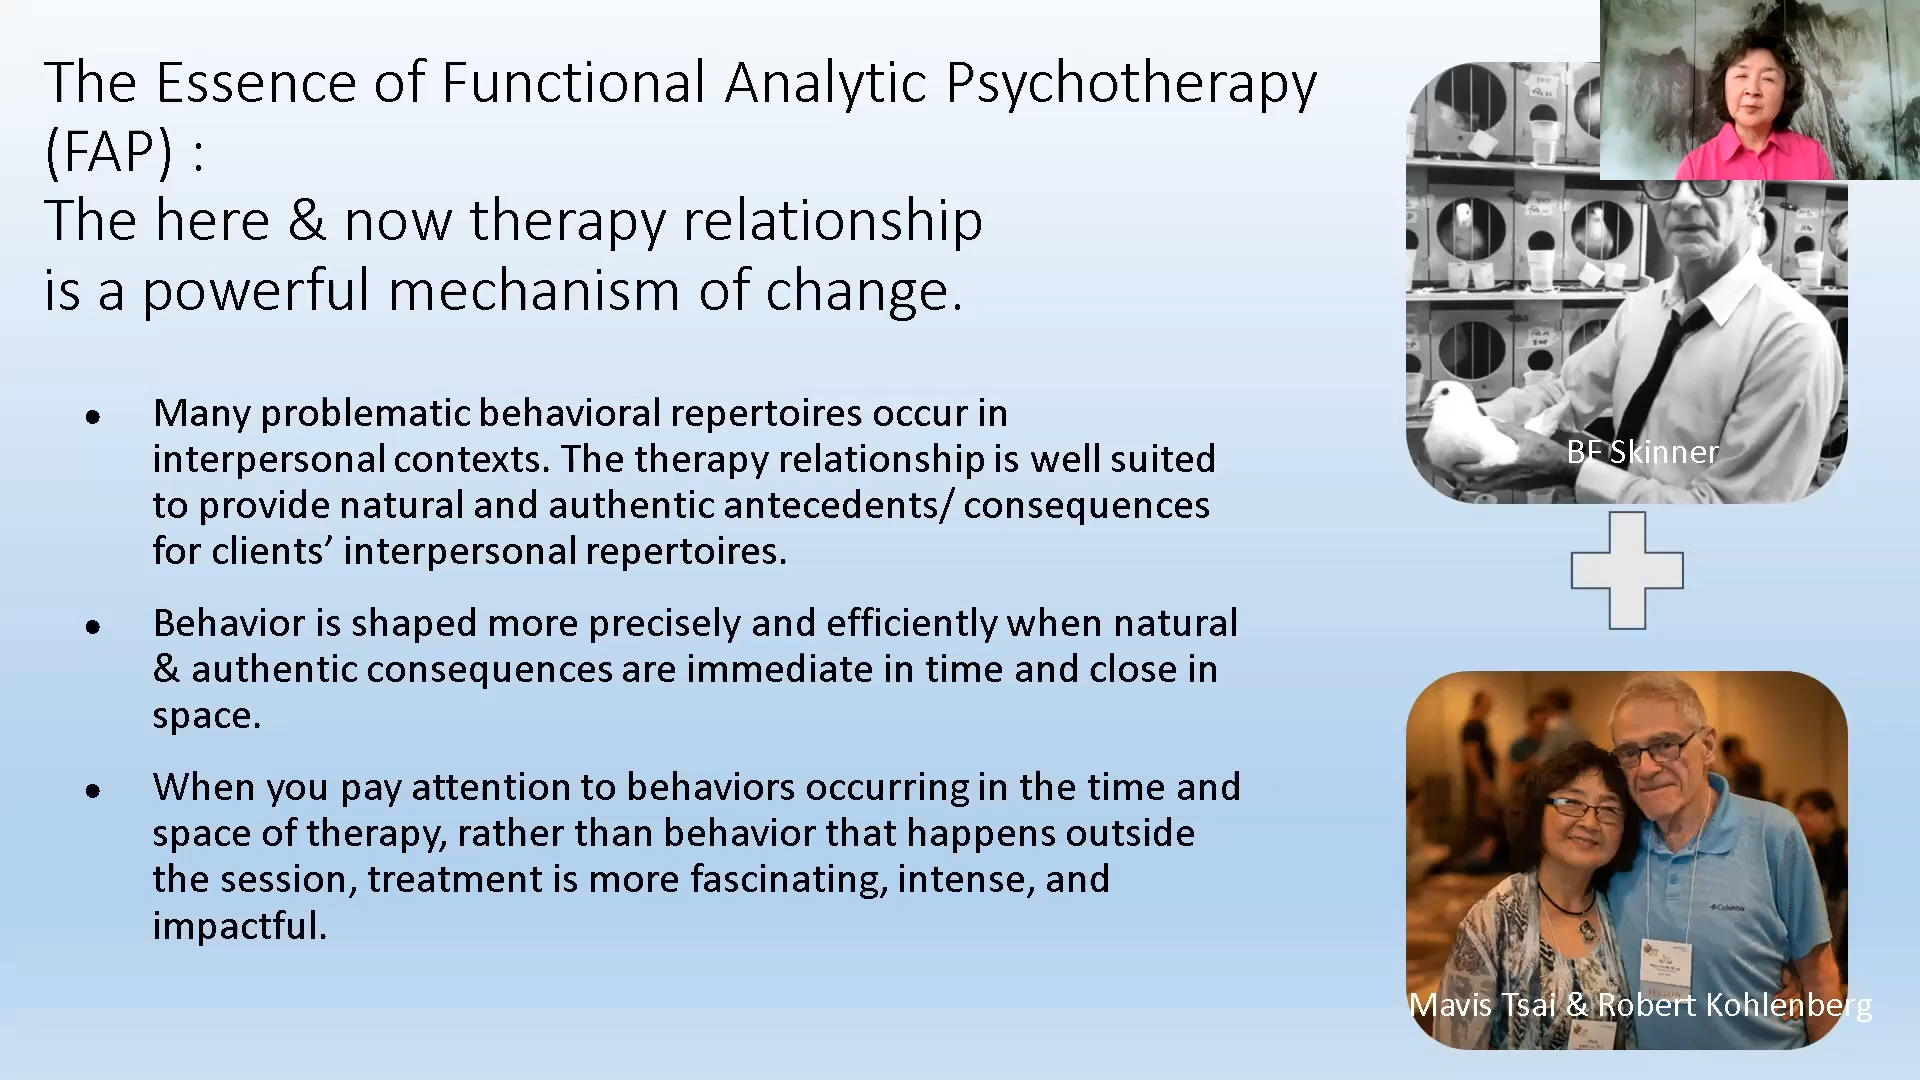 The Essence of Functional Analytic Psychotherapy
(FAP) :
The here & now therapy relationship
is a powerful mechanism of change.
● Many problematic behavioral repertoires occur in
interpersonal contexts. The therapy relationship is well suited
to provide natural and authentic antecedents/ consequences
for clients’ interpersonal repertoires.
● Behavior is shaped more precisely and efficiently when natural
& authentic consequences are immediate in time and close in
space.
● When you pay attention to behaviors occurring in the time and
space of therapy, rather than behavior that happens outside
the session, treatment is more fascinating, intense, and
impactful.
BF Skinner
Columbia
Mavis Tsai & Robert Kohlenberg